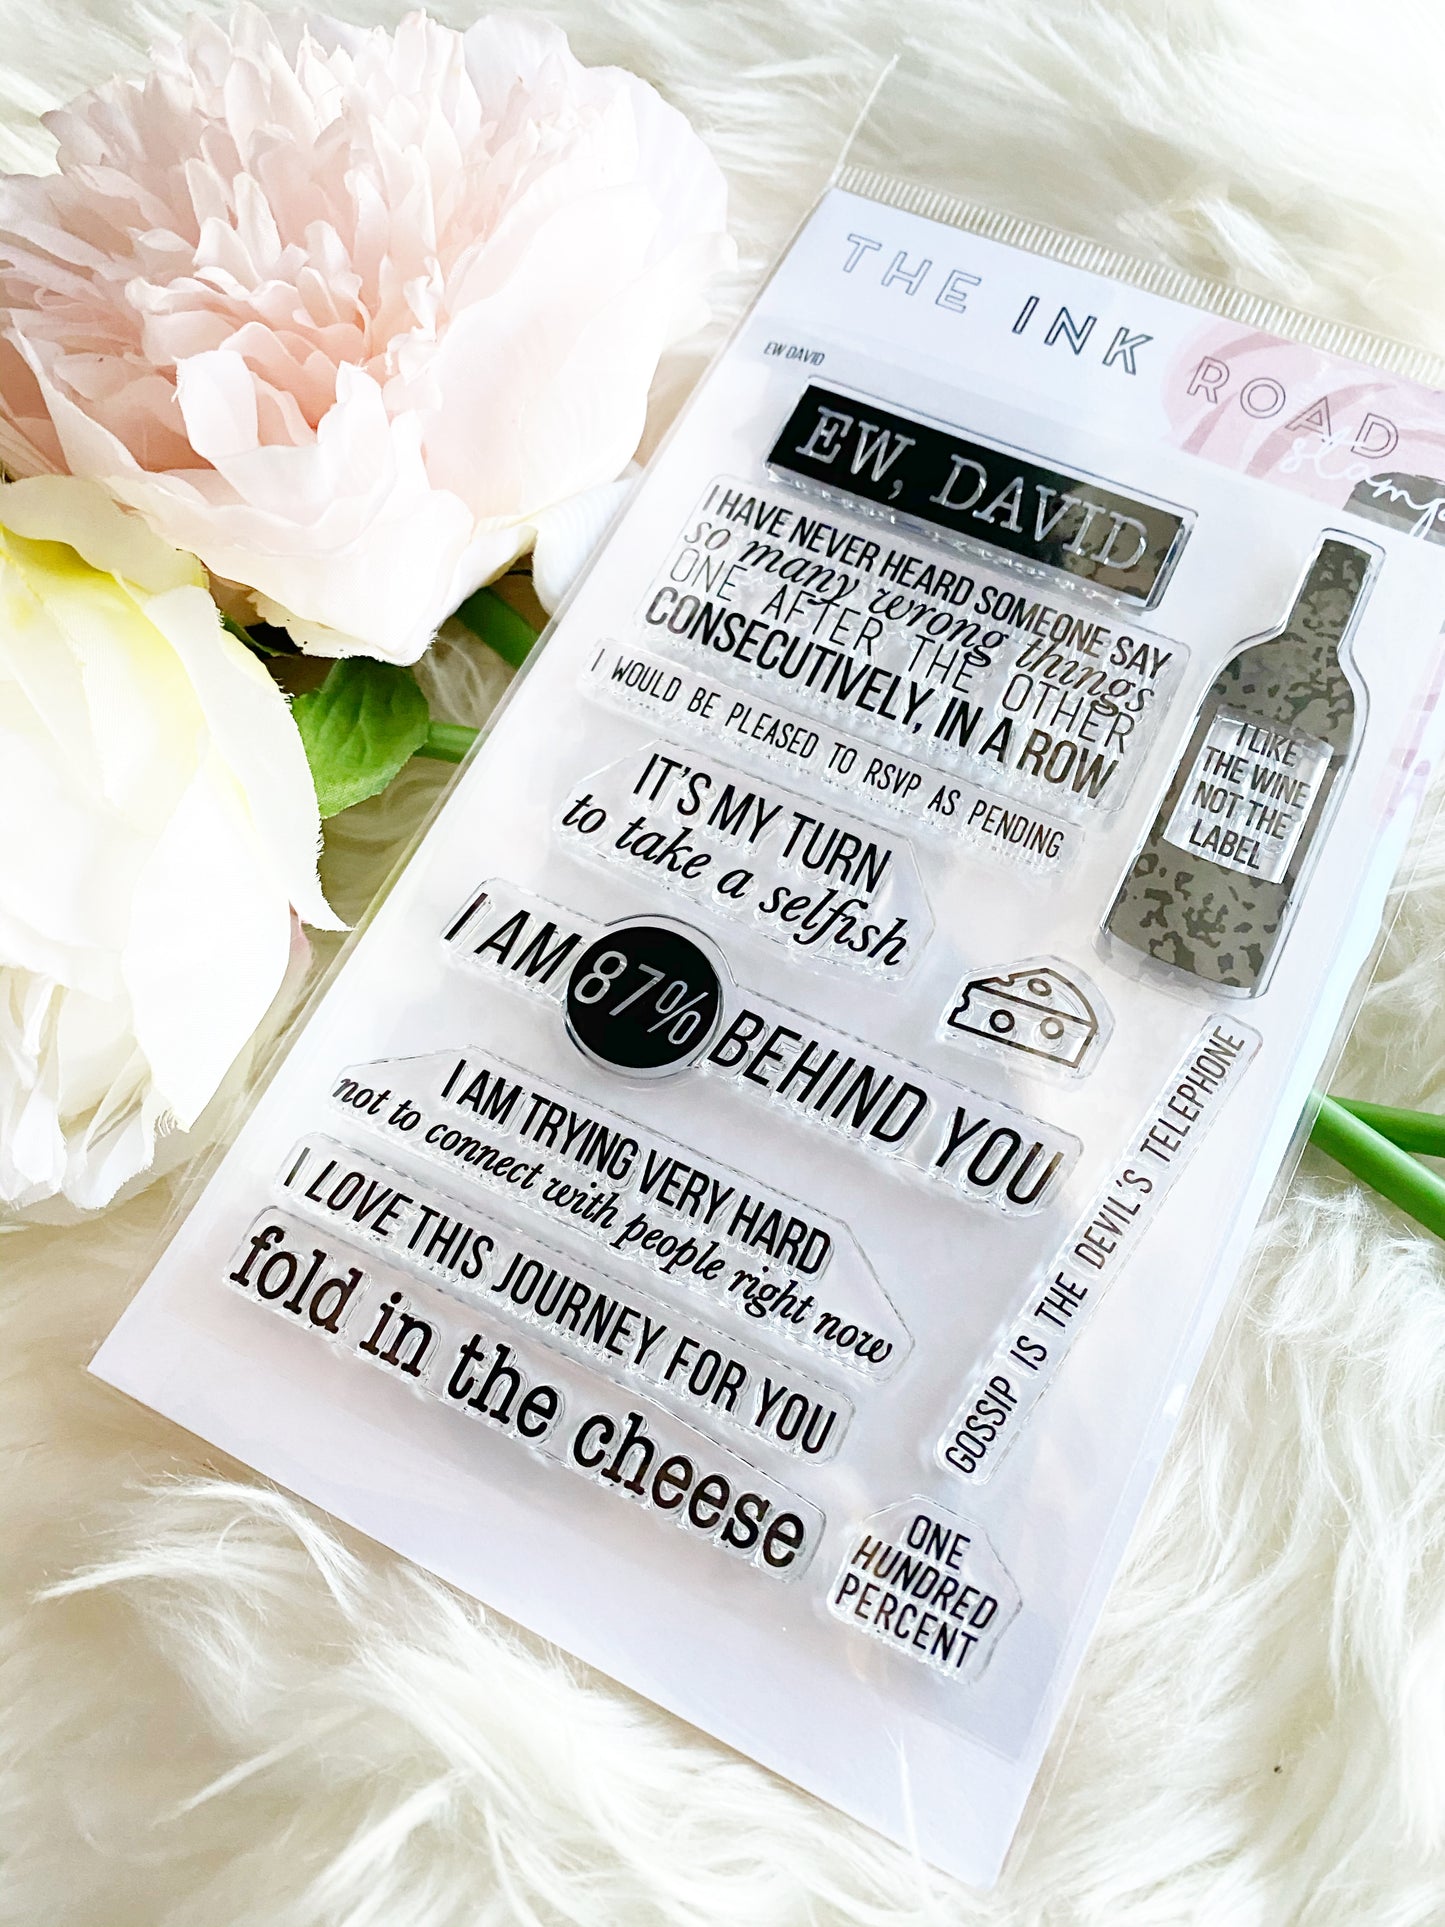 THE INK ROAD
stamps
EW DAVID
EW, DAVID
I HAVE NEVER HEARD SOMEONE SAY
so many wrong things
ONE AFTER THE OTHER
CONSECUTIVELY, IN A ROW
I WOULD BE PLEASED TO RSVP AS PENDING
I LIKE
THE WINE
NOT THE
LABEL
IT'S MY TURN
to take a selfish
I AM 87% BEHIND YOU
I AM TRYING VERY HARD
not to connect with people right now
I LOVE THIS JOURNEY FOR YOU
fold in the cheese
GOSSIP IS THE DEVIL'S TELEPHONE
ONE
HUNDRED
PERCENT